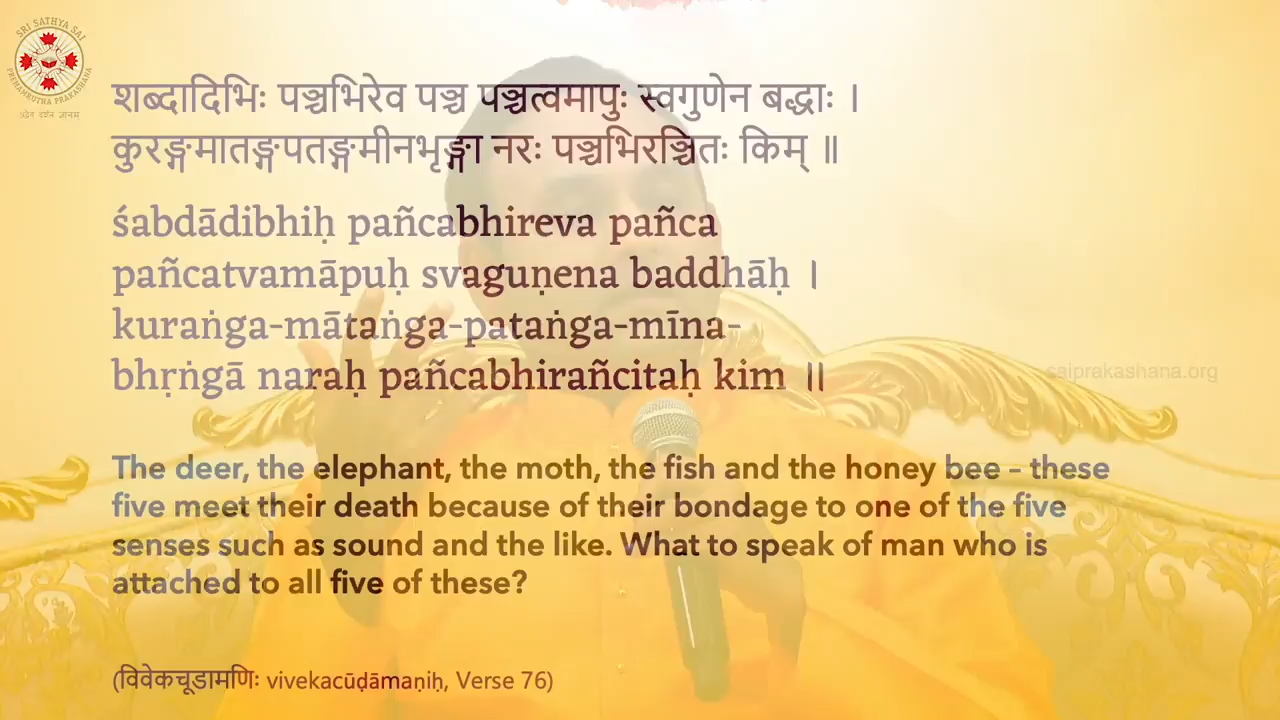 SRI SATHYA SAI
PREMAMRUTHA PRAKASHANA
शब्दादिभिः पञ्चभिरेव पञ्च पञ्चत्वमापुः स्वगुणेन बद्धाः ।
कुरङ्गमातङ्गपतङ्गमीनभृङ्गा नरः पञ्चभिरञ्चितः किम् ॥
śabdādibhiḥ pañcabhireva pañca
pañcatvamāpuḥ svaguṇena baddhāḥ ।
kuraṅga-mātaṅga-pataṅga-mīna-
bhṛṅgā naraḥ pañcabhirañcitaḥ kim ॥
saiprakashana.org
The deer, the elephant, the moth, the fish and the honey bee – these
five meet their death because of their bondage to one of the five
senses such as sound and the like. What to speak of man who is
attached to all five of these?
(विवेकचूडामणिः vivekacūḍāmaṇiḥ, Verse 76)